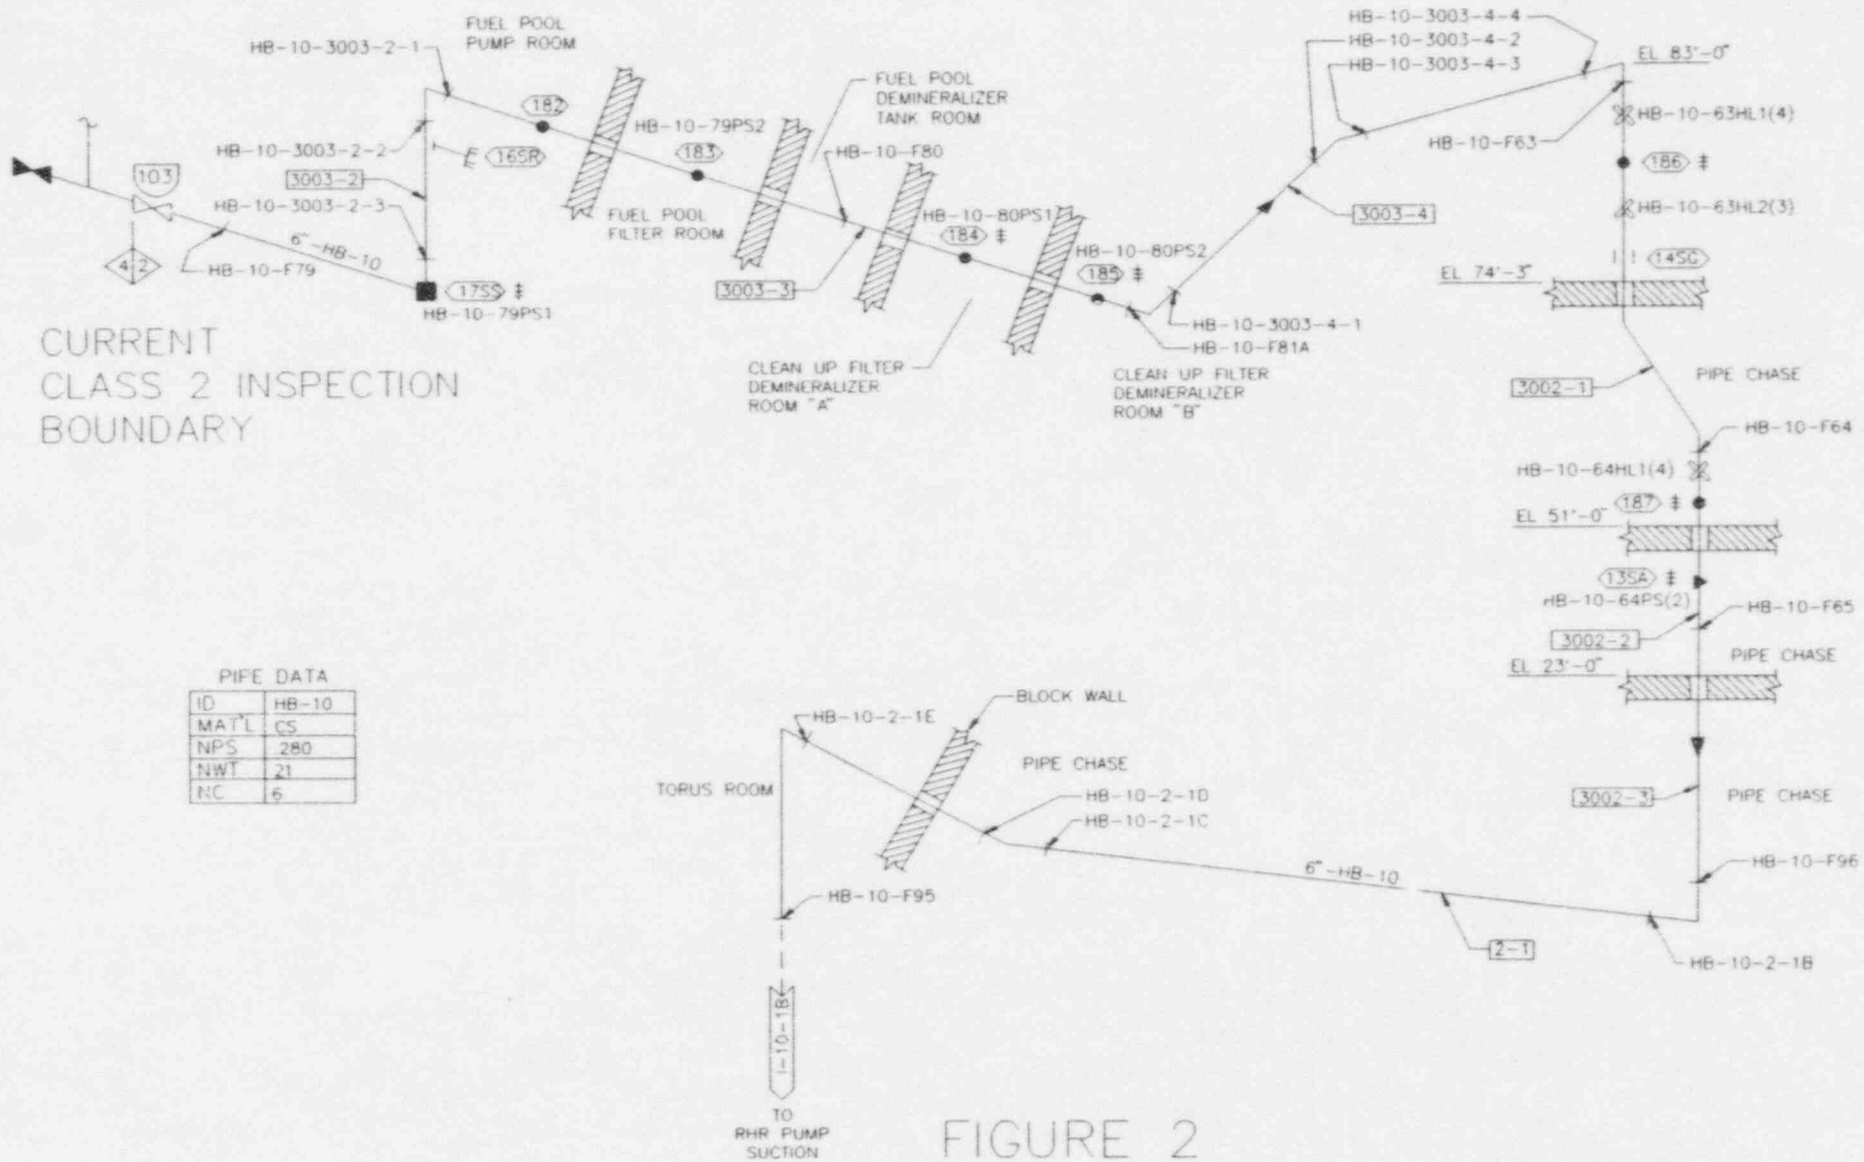 HB-10-3003-2-1
FUEL POOL
PUMP ROOM
182
HB-10-79PS2
183
FUEL POOL
DEMINERALIZER
TANK ROOM
HB-10-F80
HB-10-3003-2-2
16SR
103
3003-2
HB-10-3003-2-3
6"-HB-10
4-2
HB-10-F79
17SS
HB-10-79PS1
FUEL POOL
FILTER ROOM
3003-3
HB-10-80PS1
184
HB-10-80PS2
185
HB-10-3003-4-1
HB-10-F81A
CLEAN UP FILTER
DEMINERALIZER
ROOM "A"
CLEAN UP FILTER
DEMINERALIZER
ROOM "B"
HB-10-3003-4-4
HB-10-3003-4-2
HB-10-3003-4-3
3003-4
EL 83'-0"
HB-10-63HL1(4)
HB-10-F63
186
HB-10-63HL2(3)
14SG
EL 74'-3"
3002-1
PIPE CHASE
HB-10-F64
HB-10-64HL1(4)
187
EL 51'-0"
13SA
HB-10-64PS(2)
HB-10-F65
3002-2
PIPE CHASE
EL 23'-0"
3002-3
PIPE CHASE
HB-10-F96
CURRENT
CLASS 2 INSPECTION
BOUNDARY
PIPE DATA
ID HB-10
MAT'L CS
NPS .280
NWT 21
NC 6
HB-10-2-1E
BLOCK WALL
TORUS ROOM
PIPE CHASE
HB-10-2-1D
HB-10-2-1C
6"-HB-10
HB-10-F95
2-1
HB-10-2-1B
I-10-1B
TO
RHR PUMP
SUCTION
FIGURE 2